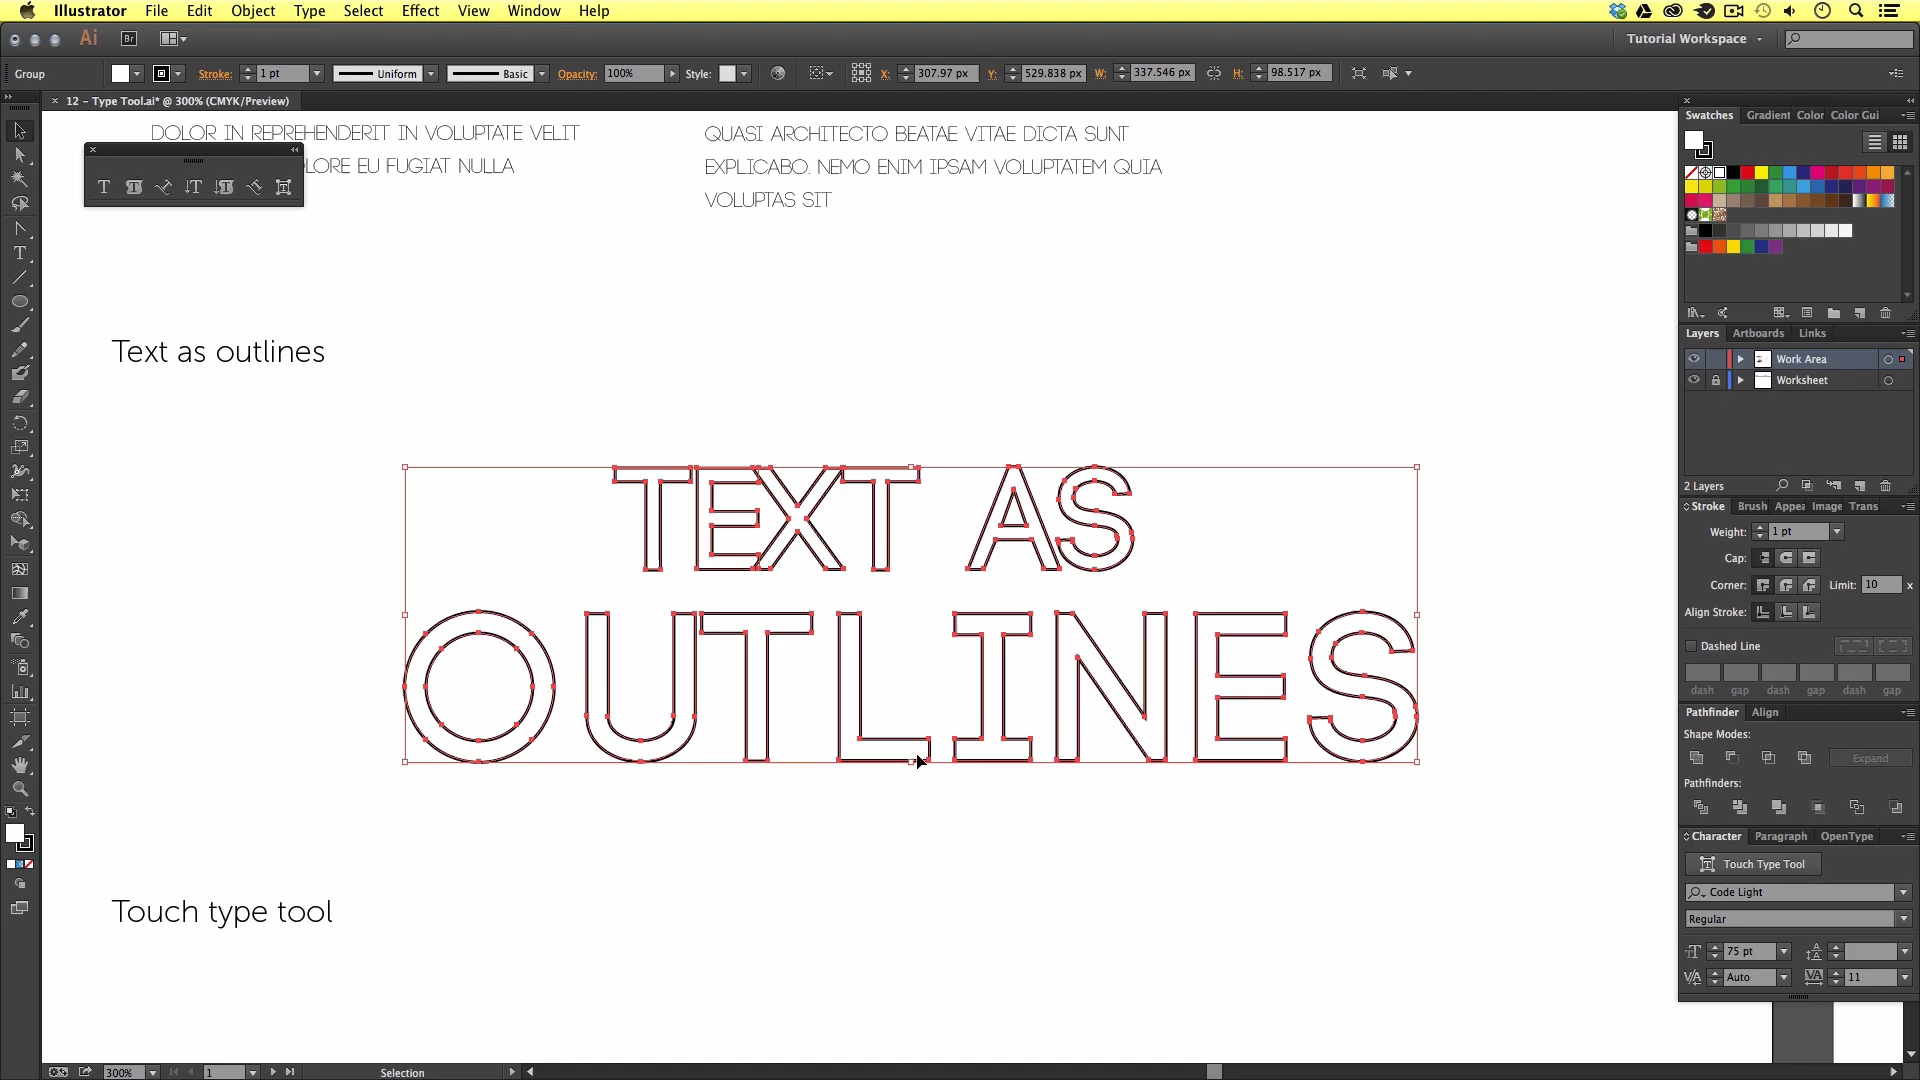 Illustrator File Edit Object Type Select Effect View Window Help
Ai Br Tutorial Workspace
Group Stroke: 1 pt Uniform Basic Opacity: 100% Style: X: 307.97 px Y: 529.838 px W: 337.546 px H: 98.517 px
12 - Type Tool.ai* @ 300% (CMYK/Preview)
DOLOR IN REPREHENDERIT IN VOLUPTATE VELIT
OLORE EU FUGIAT NULLA
QUASI ARCHITECTO BEATAE VITAE DICTA SUNT
EXPLICABO. NEMO ENIM IPSAM VOLUPTATEM QUIA
VOLUPTAS SIT
Text as outlines
TEXT AS
OUTLINES
Touch type tool
Swatches Gradient Color Color Gui
Layers Artboards Links
Work Area
Worksheet
2 Layers
Stroke Brush Appea Image Trans
Weight: 1 pt
Cap:
Corner: Limit: 10 x
Align Stroke:
Dashed Line
dash gap dash gap dash gap
Pathfinder Align
Shape Modes:
Expand
Pathfinders:
Character Paragraph OpenType
Touch Type Tool
Code Light
Regular
75 pt
Auto 11
300% 1 Selection